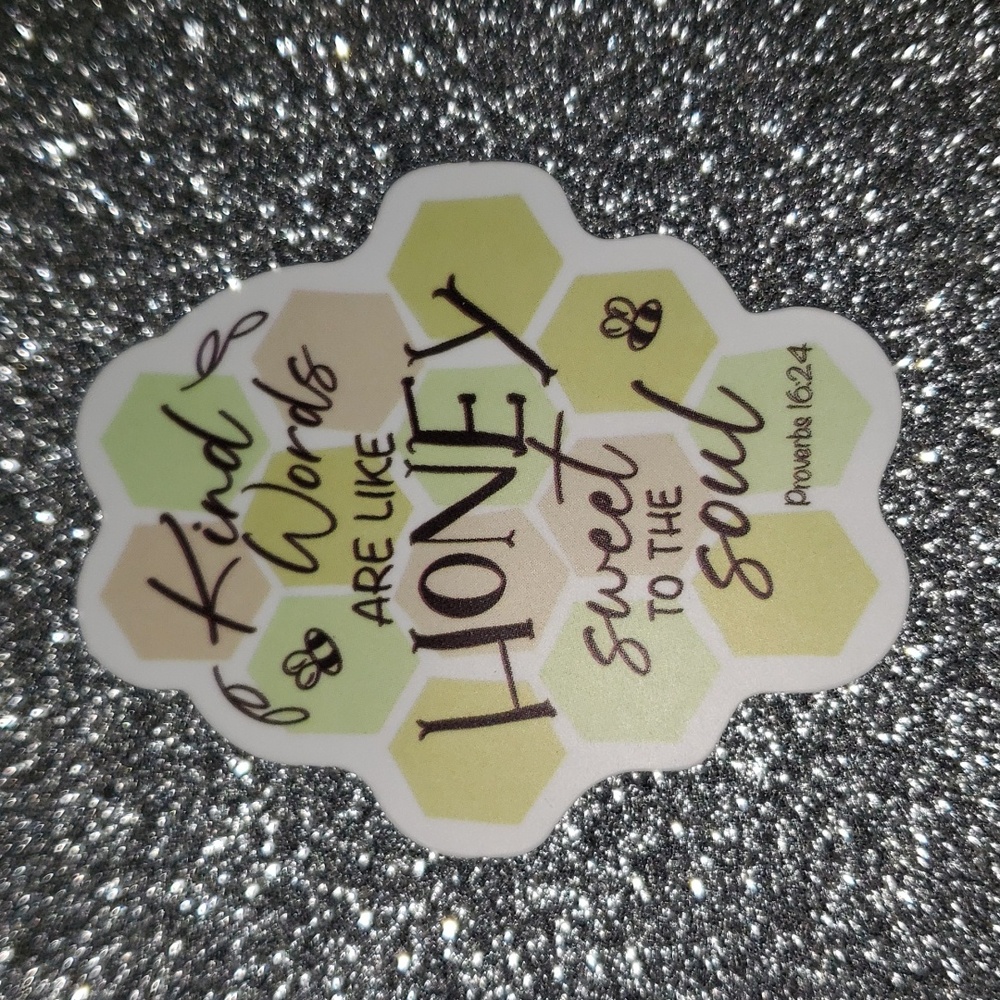 Kind
Words
ARE LIKE
HONEY
sweet
TO THE
soul
Proverbs 16:24